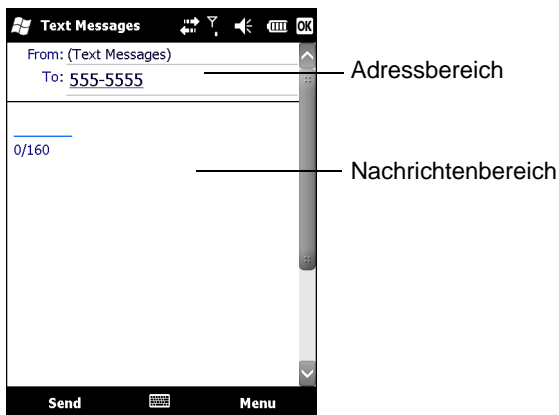 Text Messages OK
From: (Text Messages)
To: 555-5555
Adressbereich
0/160
Nachrichtenbereich
Send Menu